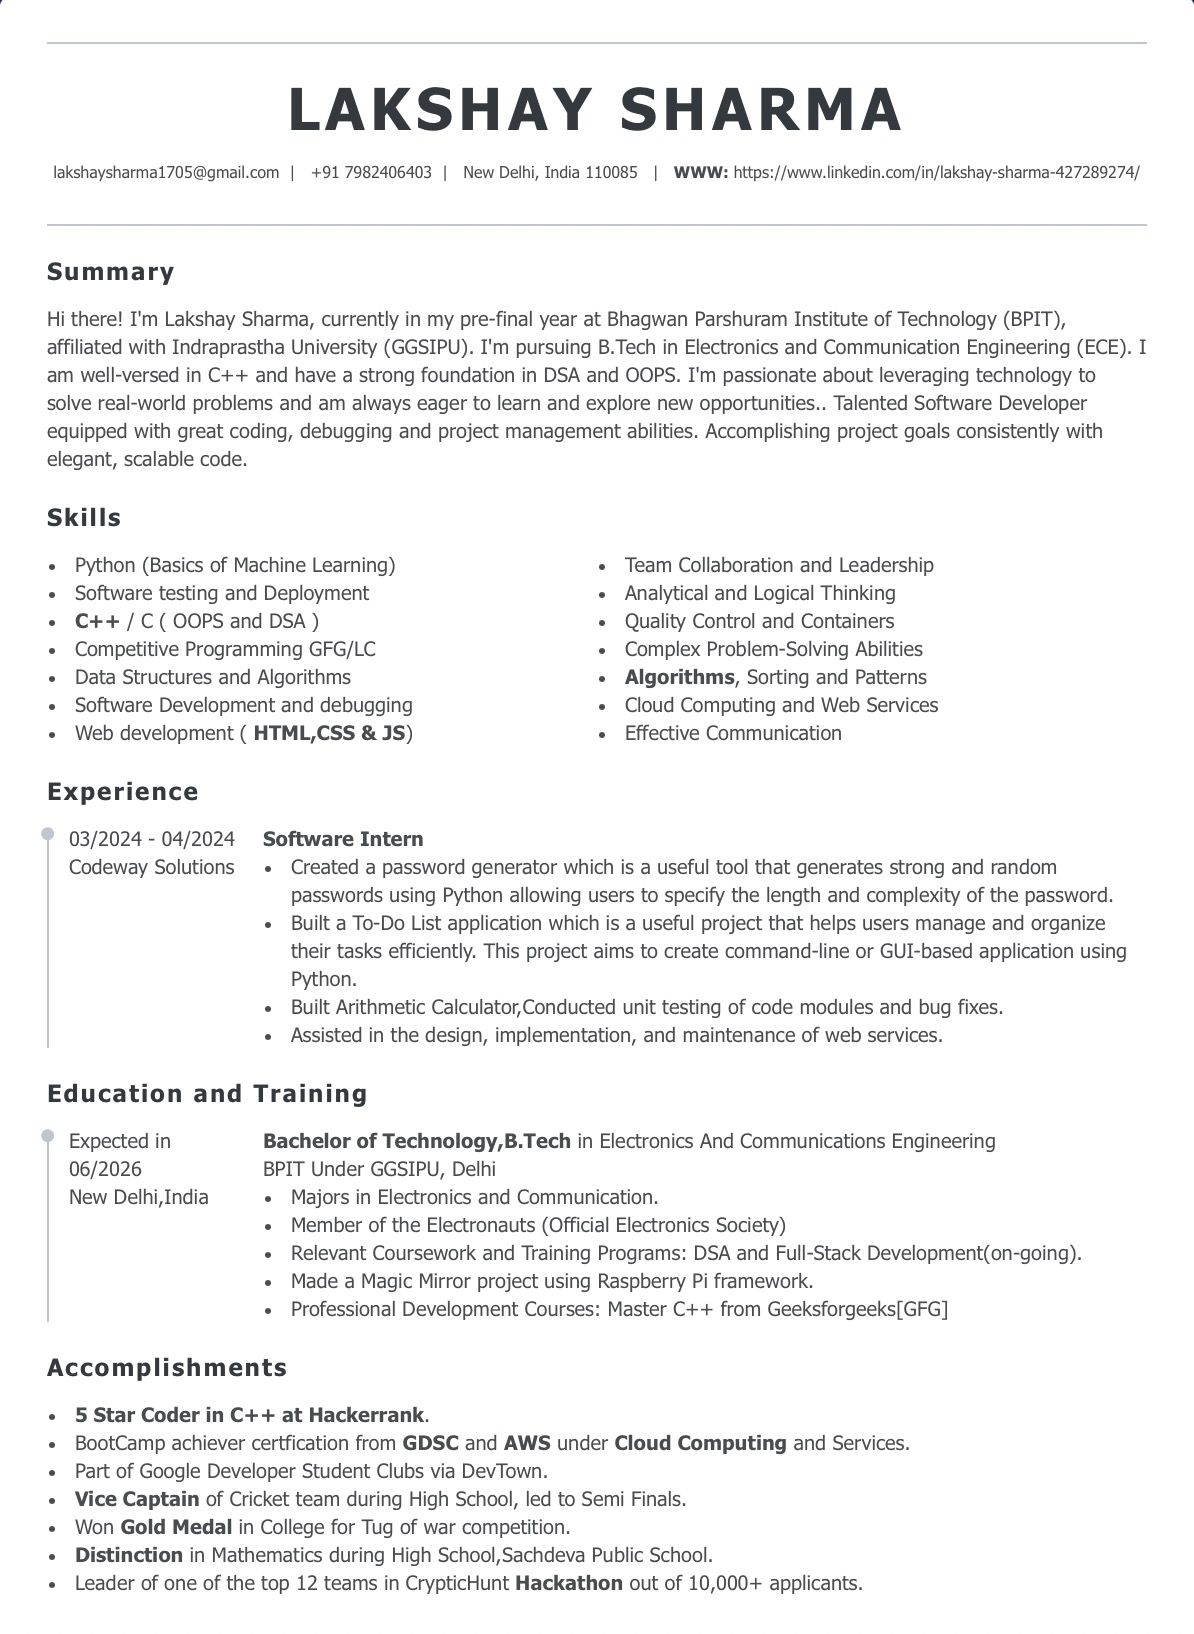 LAKSHAY SHARMA
lakshaysharma1705@gmail.com | +91 7982406403 | New Delhi, India 110085 | WWW: https://www.linkedin.com/in/lakshay-sharma-427289274/
Summary
Hi there! I'm Lakshay Sharma, currently in my pre-final year at Bhagwan Parshuram Institute of Technology (BPIT),
affiliated with Indraprastha University (GGSIPU). I'm pursuing B.Tech in Electronics and Communication Engineering (ECE). I
am well-versed in C++ and have a strong foundation in DSA and OOPS. I'm passionate about leveraging technology to
solve real-world problems and am always eager to learn and explore new opportunities.. Talented Software Developer
equipped with great coding, debugging and project management abilities. Accomplishing project goals consistently with
elegant, scalable code.
Skills
• Python (Basics of Machine Learning)
• Software testing and Deployment
• C++ / C ( OOPS and DSA )
• Competitive Programming GFG/LC
• Data Structures and Algorithms
• Software Development and debugging
• Web development ( HTML,CSS & JS)
• Team Collaboration and Leadership
• Analytical and Logical Thinking
• Quality Control and Containers
• Complex Problem-Solving Abilities
• Algorithms, Sorting and Patterns
• Cloud Computing and Web Services
• Effective Communication
Experience
03/2024 - 04/2024
Codeway Solutions
Software Intern
• Created a password generator which is a useful tool that generates strong and random
passwords using Python allowing users to specify the length and complexity of the password.
• Built a To-Do List application which is a useful project that helps users manage and organize
their tasks efficiently. This project aims to create command-line or GUI-based application using
Python.
• Built Arithmetic Calculator,Conducted unit testing of code modules and bug fixes.
• Assisted in the design, implementation, and maintenance of web services.
Education and Training
Expected in
06/2026
New Delhi,India
Bachelor of Technology,B.Tech in Electronics And Communications Engineering
BPIT Under GGSIPU, Delhi
• Majors in Electronics and Communication.
• Member of the Electronauts (Official Electronics Society)
• Relevant Coursework and Training Programs: DSA and Full-Stack Development(on-going).
• Made a Magic Mirror project using Raspberry Pi framework.
• Professional Development Courses: Master C++ from Geeksforgeeks[GFG]
Accomplishments
• 5 Star Coder in C++ at Hackerrank.
• BootCamp achiever certfication from GDSC and AWS under Cloud Computing and Services.
• Part of Google Developer Student Clubs via DevTown.
• Vice Captain of Cricket team during High School, led to Semi Finals.
• Won Gold Medal in College for Tug of war competition.
• Distinction in Mathematics during High School,Sachdeva Public School.
• Leader of one of the top 12 teams in CrypticHunt Hackathon out of 10,000+ applicants.